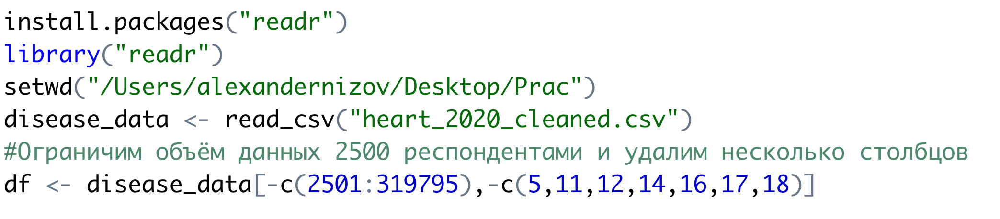 install.packages("readr")
library("readr")
setwd("/Users/alexandernizov/Desktop/Prac")
disease_data <- read_csv("heart_2020_cleaned.csv")
#Ограничим объём данных 2500 респондентами и удалим несколько столбцов
df <- disease_data[-c(2501:319795),-c(5,11,12,14,16,17,18)]